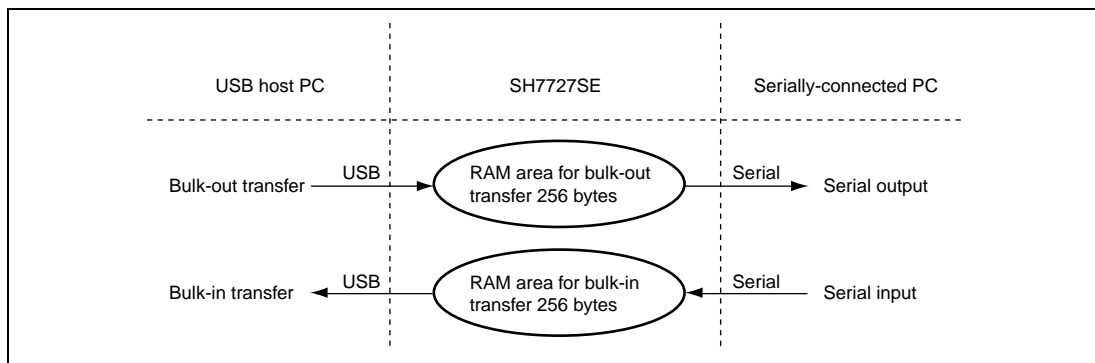 USB host PC
SH7727SE
Serially-connected PC
Bulk-out transfer
USB
RAM area for bulk-out
transfer 256 bytes
Serial
Serial output
Bulk-in transfer
USB
RAM area for bulk-in
transfer 256 bytes
Serial
Serial input